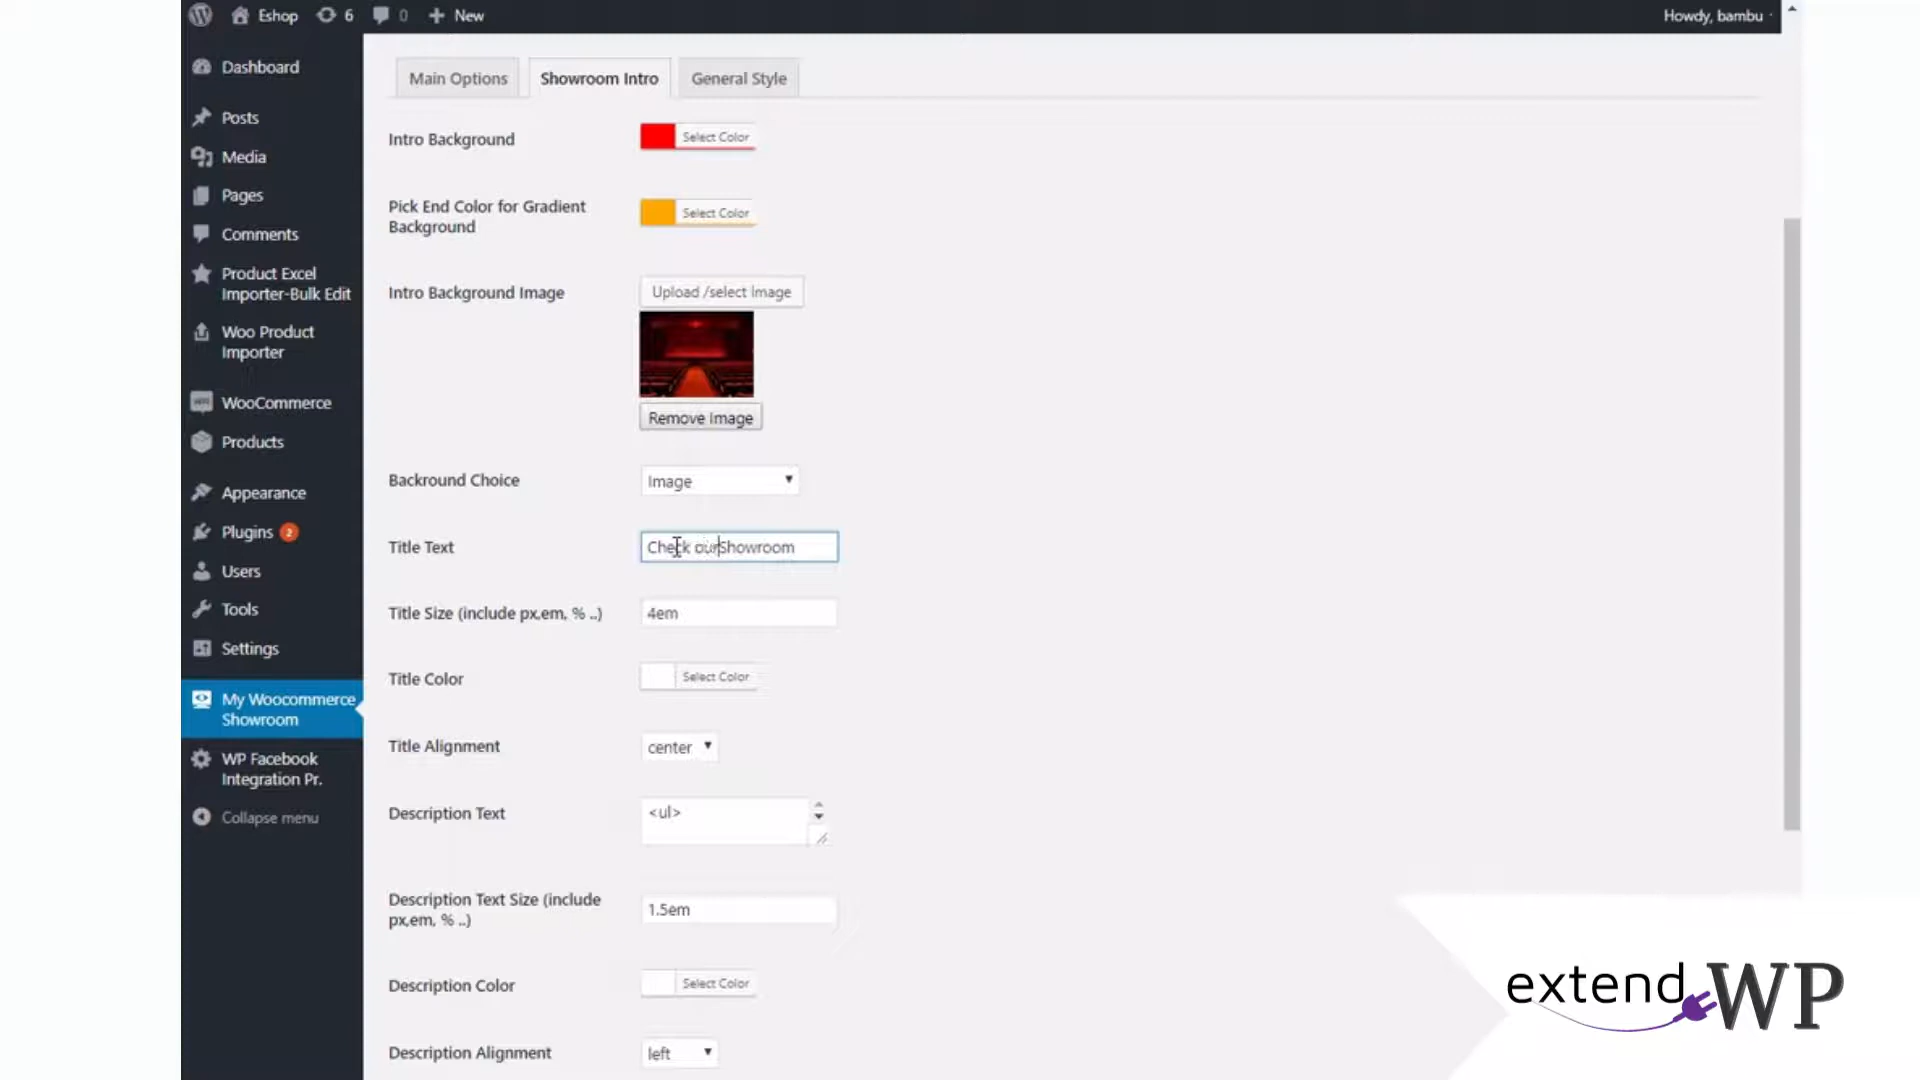 Eshop 6 0 New Howdy, bambu
Dashboard
Posts
Media
Pages
Comments
Product Excel
Importer-Bulk Edit
Woo Product
Importer
WooCommerce
Products
Appearance
Plugins 2
Users
Tools
Settings
My Woocommerce
Showroom
WP Facebook
Integration Pr.
Collapse menu
Main Options Showroom Intro General Style
Intro Background Select Color
Pick End Color for Gradient
Background Select Color
Intro Background Image Upload /select Image
Remove Image
Backround Choice Image
Title Text Check ourShowroom
Title Size (include px,em, % ..) 4em
Title Color Select Color
Title Alignment center
Description Text <ul>
Description Text Size (include
px,em, % ..) 1.5em
Description Color Select Color
Description Alignment left
extendWP